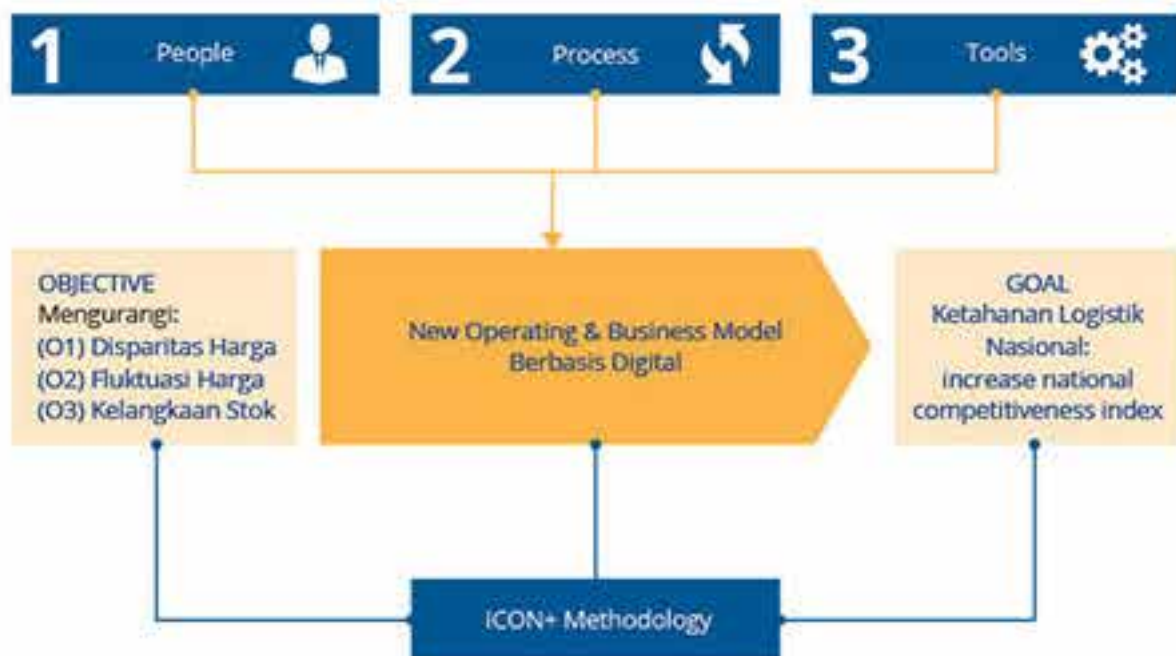 1 People
2 Process
3 Tools
OBJECTIVE
Mengurangi:
(O1) Disparitas Harga
(O2) Fluktuasi Harga
(O3) Kelangkaan Stok
New Operating & Business Model
Berbasis Digital
GOAL
Ketahanan Logistik
Nasional:
increase national
competitiveness index
iCON+ Methodology